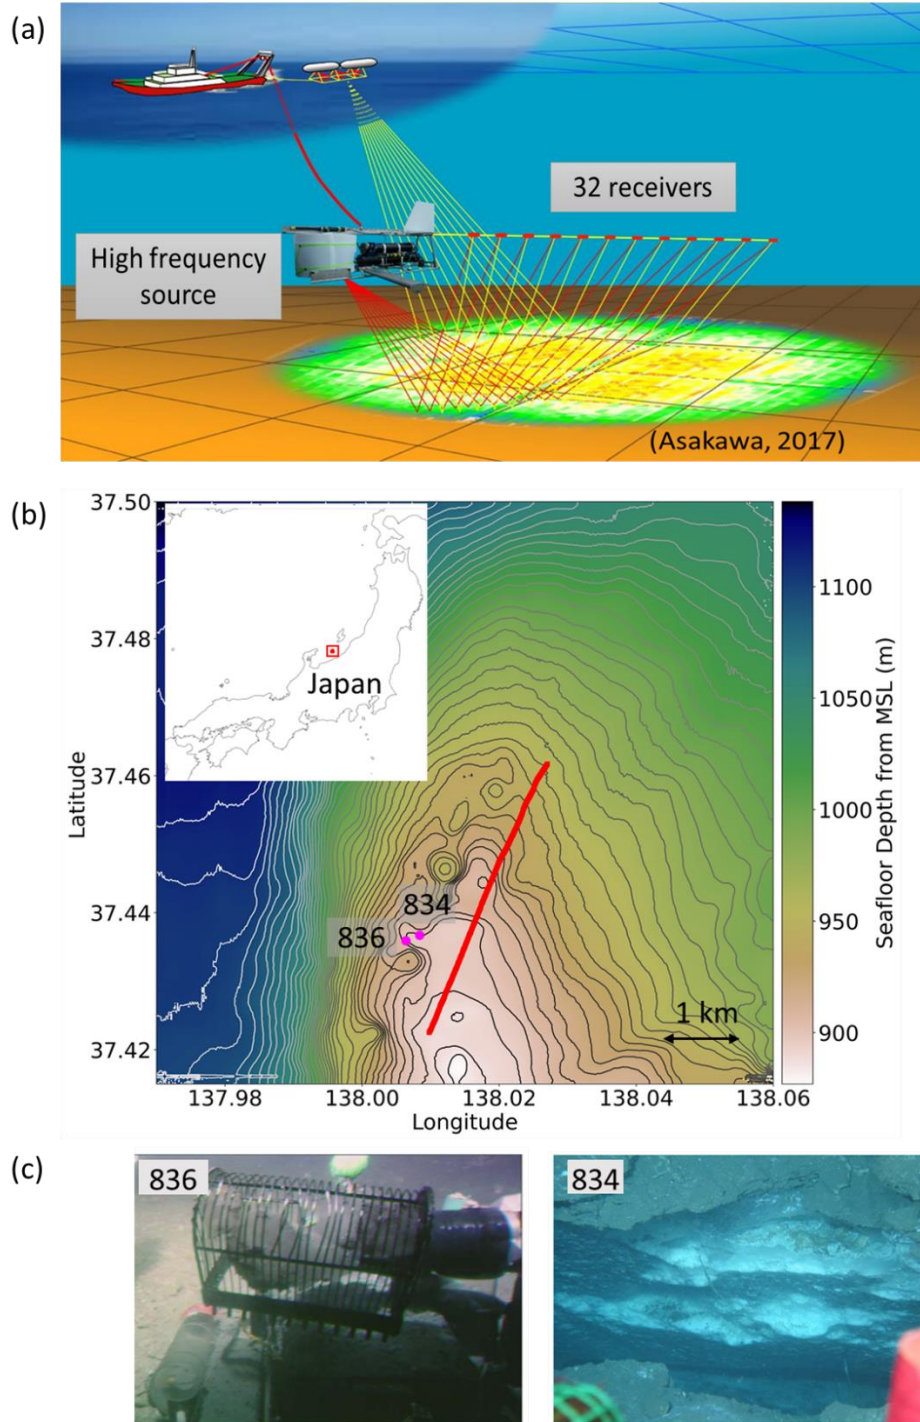 (a)
32 receivers
High frequency
source
(Asakawa, 2017)
(b)
37.50
37.48
37.46
37.44
37.42
Latitude
Japan
834
836
1 km
137.98
138.00
138.02
138.04
138.06
Longitude
1100
1050
1000
950
900
Seafloor Depth from MSL (m)
(c)
836
834